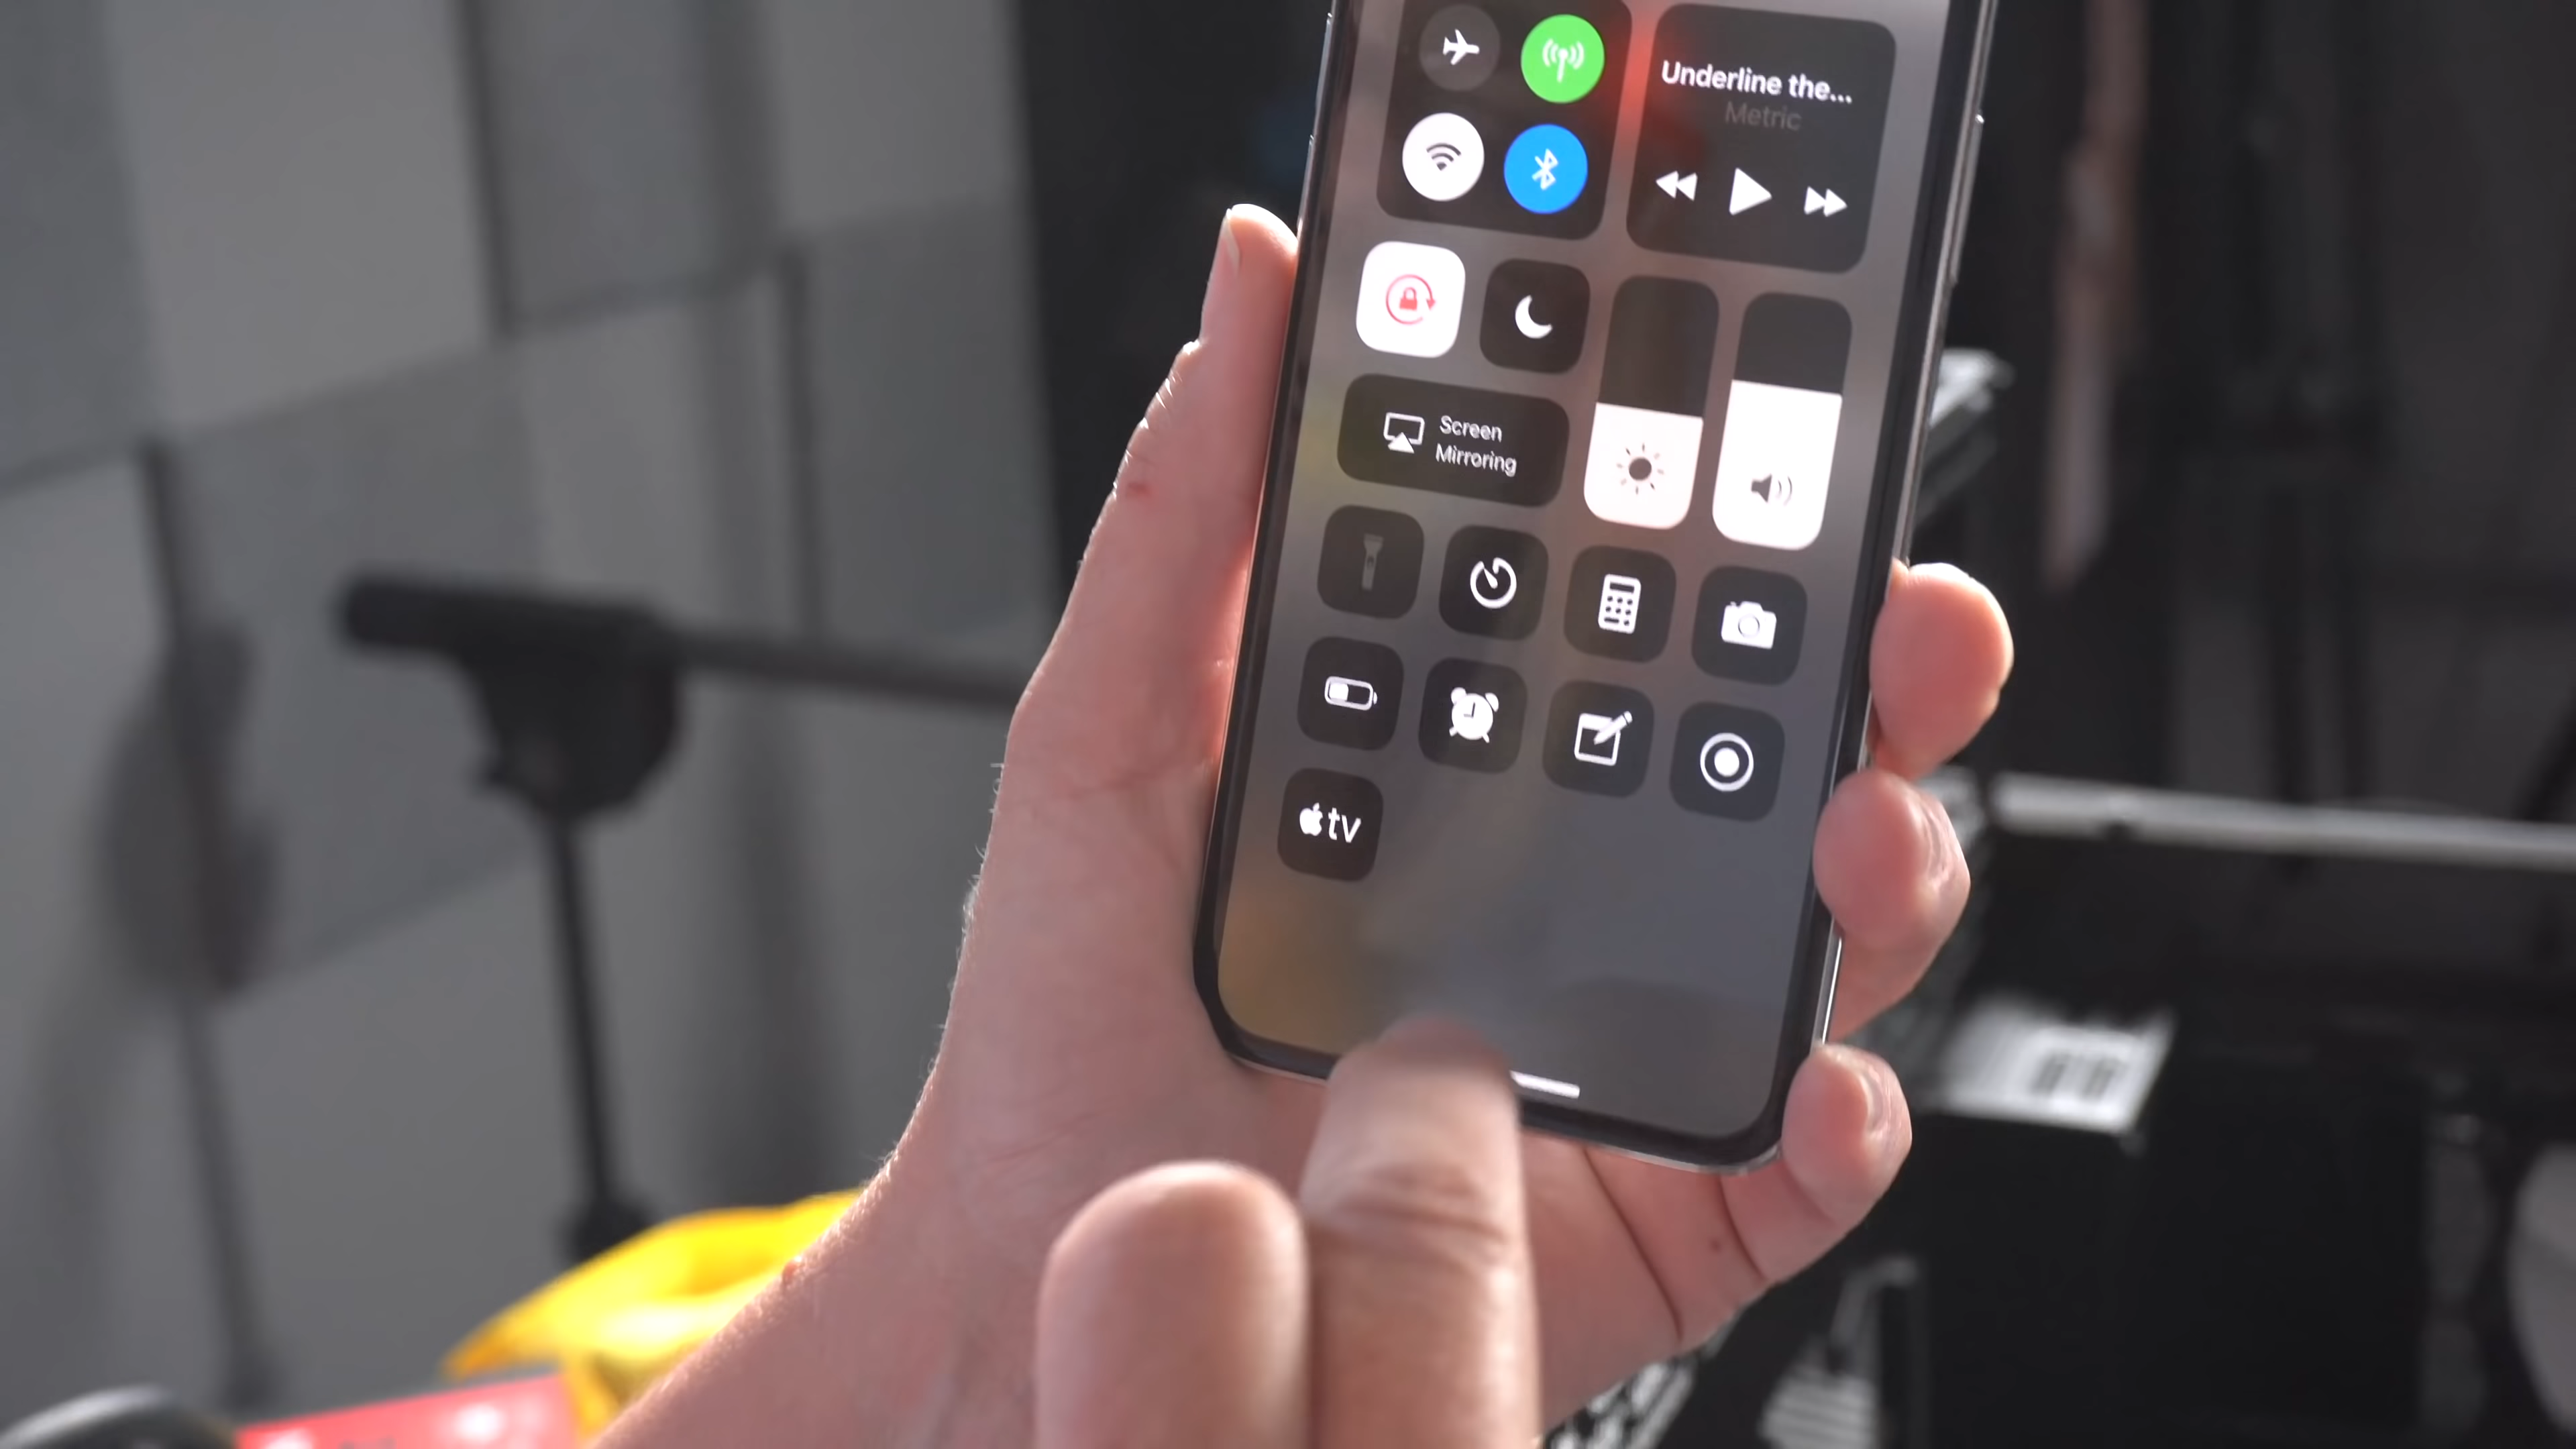 Underline the...
Metric
Screen
Mirroring
tv